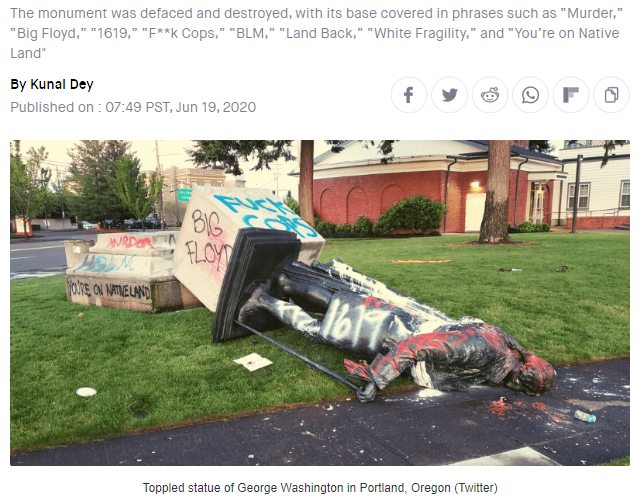 The monument was defaced and destroyed, with its base covered in phrases such as "Murder,"
"Big Floyd," "1619," "F**k Cops," "BLM," "Land Back," "White Fragility," and "You're on Native
Land"
By Kunal Dey
Published on : 07:49 PST, Jun 19, 2020
FUCK
COPS
BIG
FLOYD
MURDER
YOU'RE ON NATIVE LAND
1619
Toppled statue of George Washington in Portland, Oregon (Twitter)